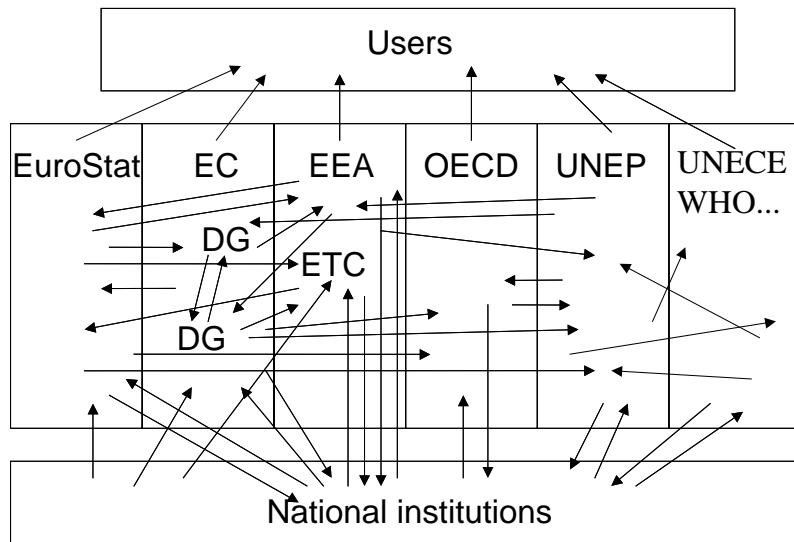 Users
EuroStat
EC
EEA
OECD
UNEP
UNECE
WHO...
DG
ETC
DG
National institutions